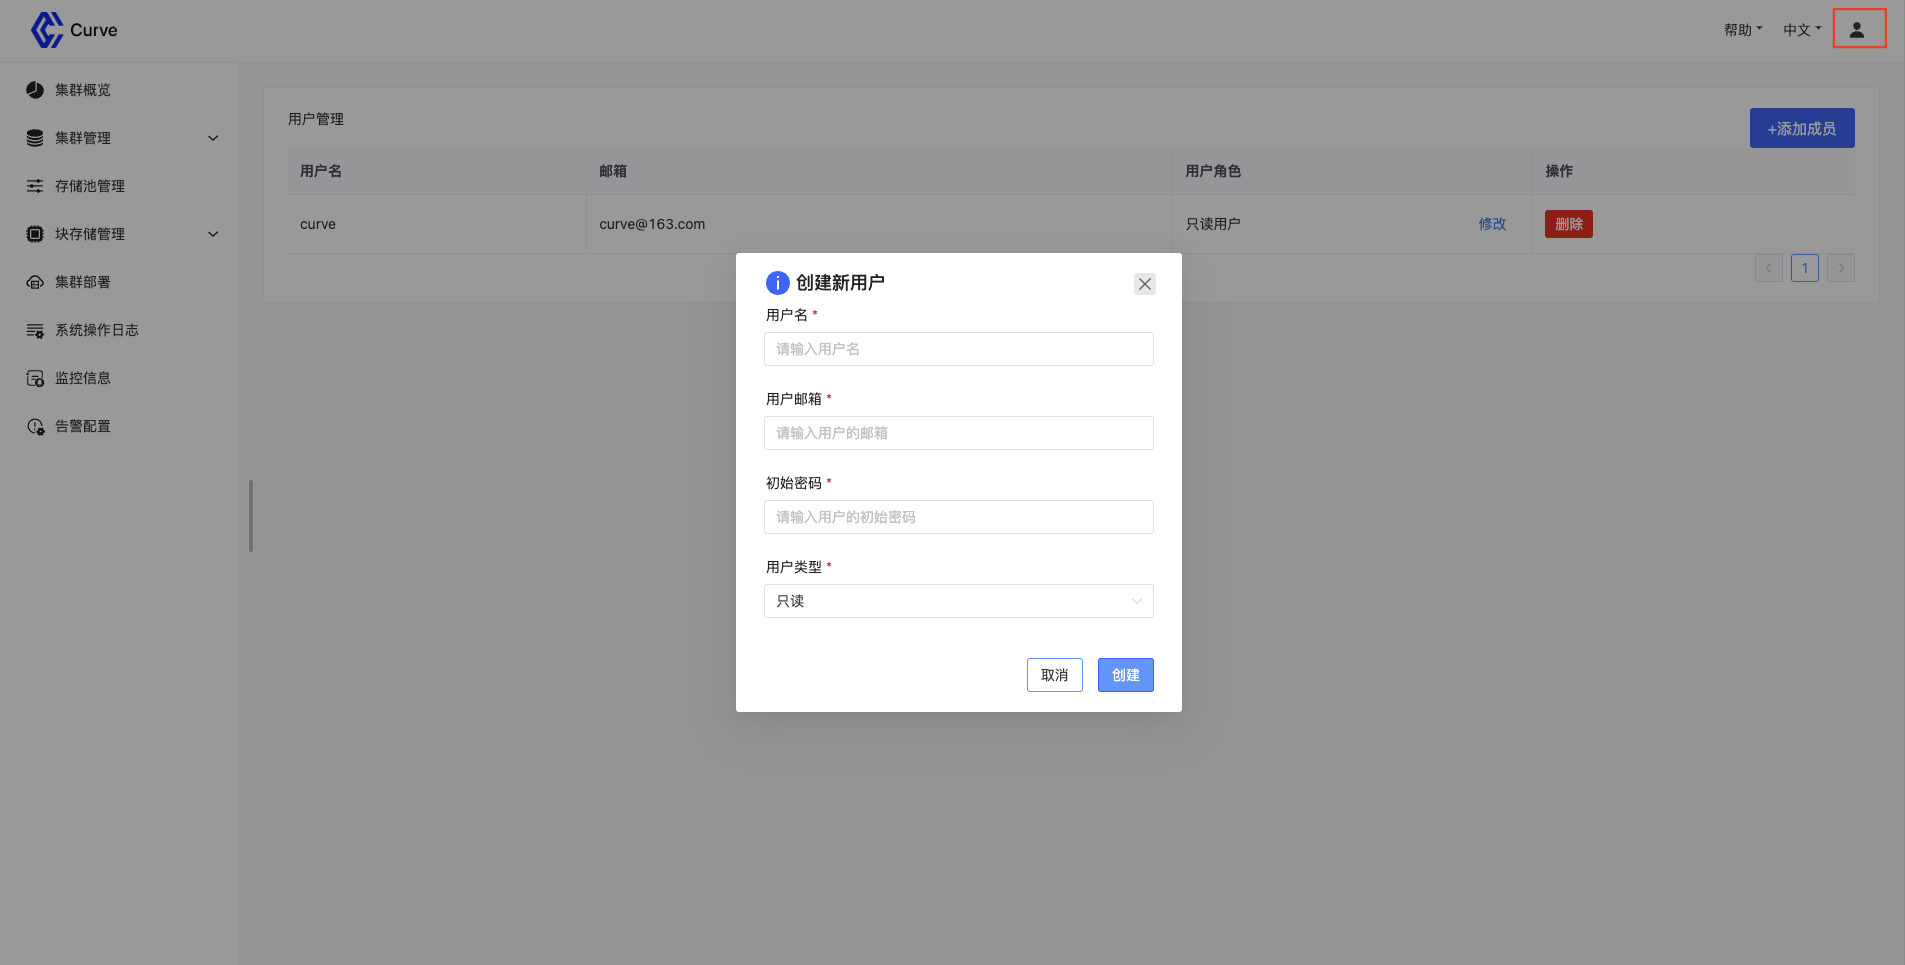 Curve
帮助
中文
集群概览
集群管理
存储池管理
块存储管理
集群部署
系统操作日志
监控信息
告警配置
用户管理
+添加成员
用户名 邮箱 用户角色 操作
curve curve@163.com 只读用户 修改 删除
1
创建新用户
用户名 *
请输入用户名
用户邮箱 *
请输入用户的邮箱
初始密码 *
请输入用户的初始密码
用户类型 *
只读
取消 创建